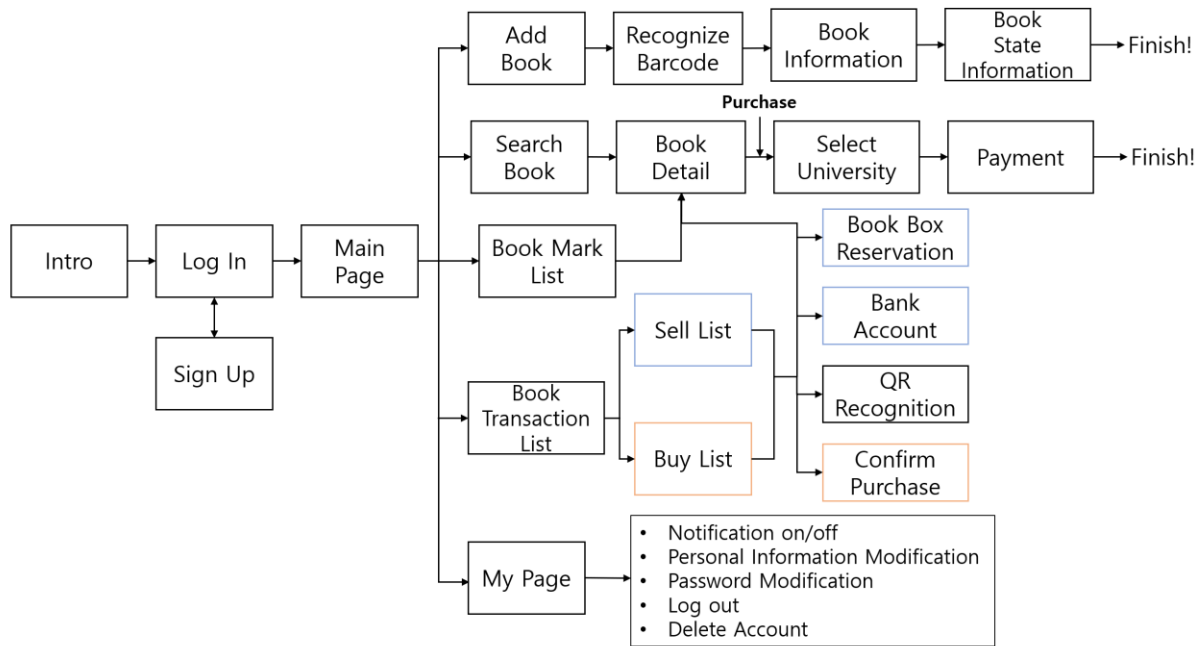 Add
Book
Recognize
Barcode
Book
Information
Book
State
Information
Finish!
Purchase
Search
Book
Book
Detail
Select
University
Payment
Finish!
Intro
Log In
Main
Page
Sign Up
Book Mark
List
Book Box
Reservation
Sell List
Bank
Account
Book
Transaction
List
QR
Recognition
Buy List
Confirm
Purchase
My Page
• Notification on/off
• Personal Information Modification
• Password Modification
• Log out
• Delete Account